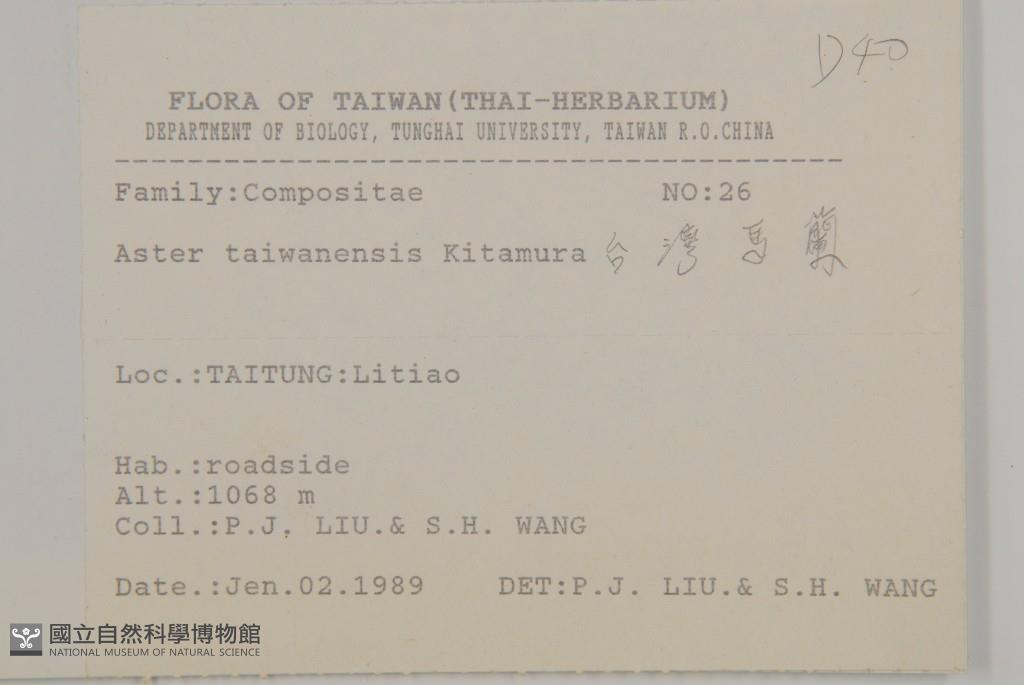 D40
FLORA OF TAIWAN(THAI-HERBARIUM)
DEPARTMENT OF BIOLOGY, TUNGHAI UNIVERSITY, TAIWAN R.O.CHINA
----------------------------------------
Family:Compositae NO:26
Aster taiwanensis Kitamura 台灣馬蘭
Loc.:TAITUNG:Litiao
Hab.:roadside
Alt.:1068 m
Coll.:P.J. LIU.& S.H. WANG
Date.:Jen.02.1989 DET:P.J. LIU.& S.H. WANG
國立自然科學博物館
NATIONAL MUSEUM OF NATURAL SCIENCE